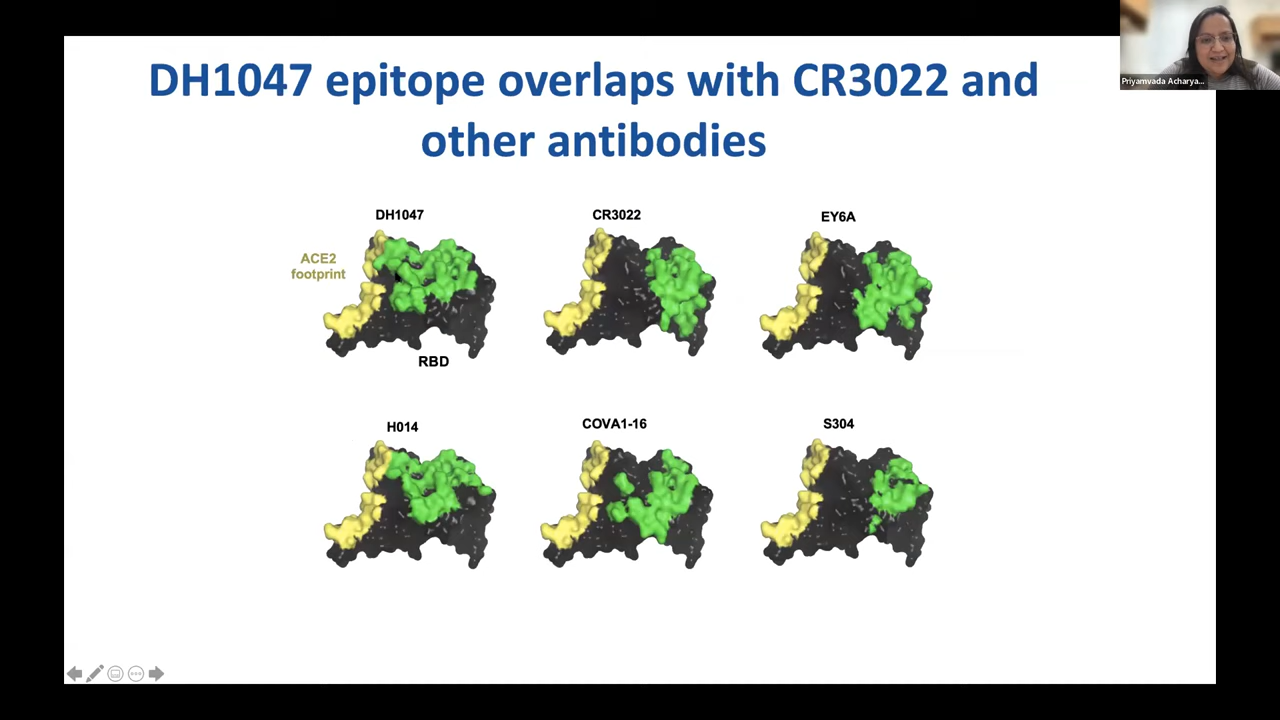 DH1047 epitope overlaps with CR3022 and
other antibodies
Priyamvada Acharya...
DH1047
CR3022
EY6A
ACE2
footprint
RBD
H014
COVA1-16
S304